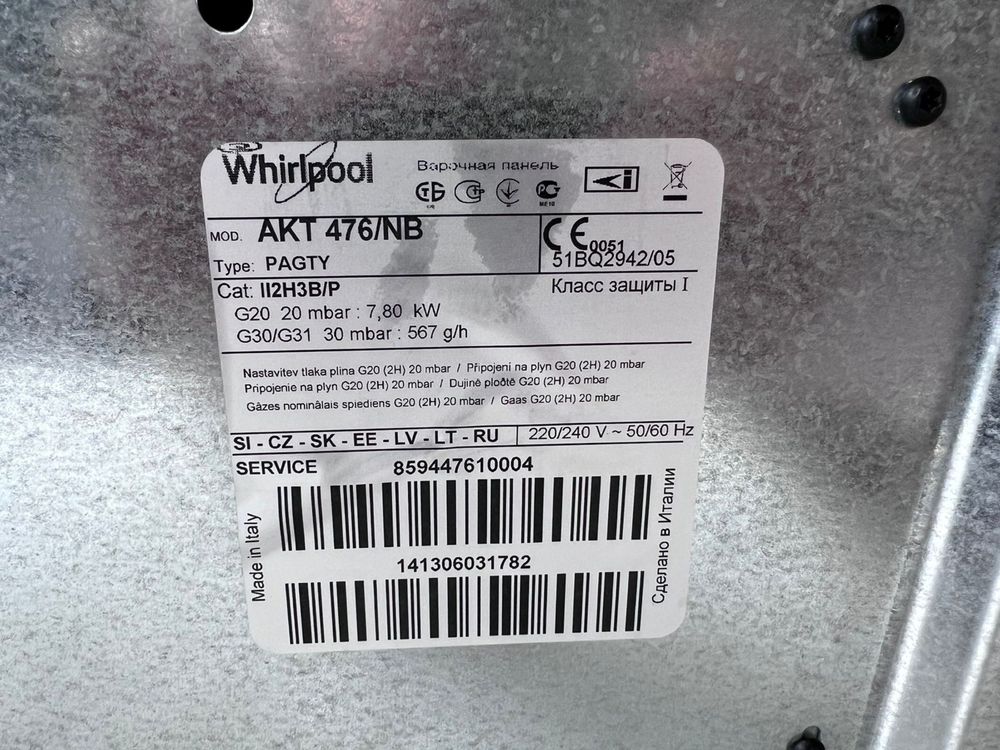 Whirlpool
Варочная панель
MOD. AKT 476/NB
CE 0051
51BQ2942/05
Type: PAGTY
Cat: II2H3B/P
Класс защиты I
G20 20 mbar : 7,80 kW
G30/G31 30 mbar : 567 g/h
Nastavitev tlaka plina G20 (2H) 20 mbar / Připojení na plyn G20 (2H) 20 mbar
Pripojenie na plyn G20 (2H) 20 mbar / Dujinė plodtė G20 (2H) 20 mbar
Gàzes nominâlais spiediens G20 (2H) 20 mbar / Gaas G20 (2H) 20 mbar
SI - CZ - SK - EE - LV - LT - RU
220/240 V ~ 50/60 Hz
SERVICE 859447610004
141306031782
Made in Italy
Сделано в Италии